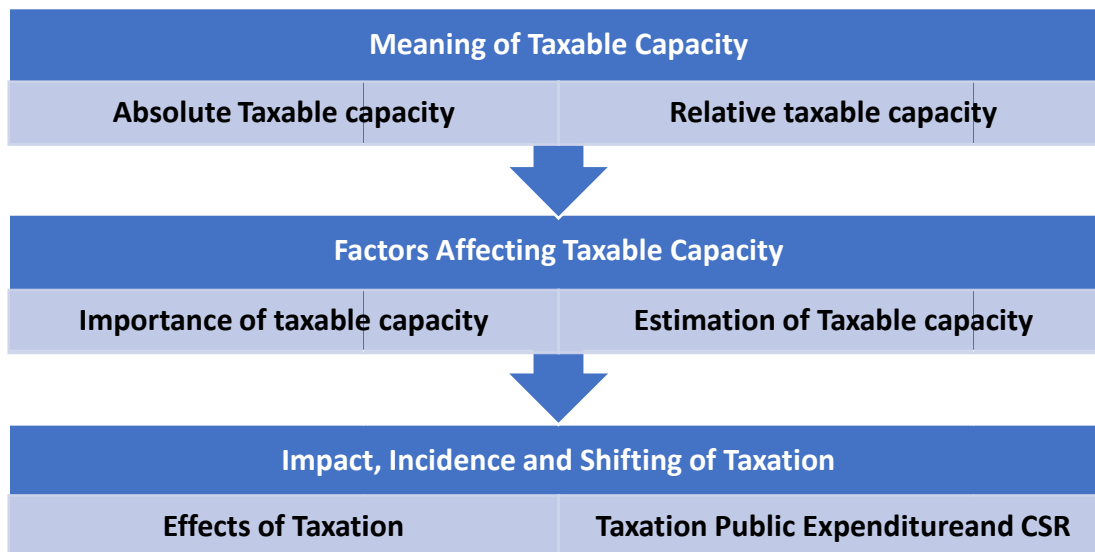 Meaning of Taxable Capacity
Absolute Taxable capacity
Relative taxable capacity
Factors Affecting Taxable Capacity
Importance of taxable capacity
Estimation of Taxable capacity
Impact, Incidence and Shifting of Taxation
Effects of Taxation
Taxation Public Expenditureand CSR